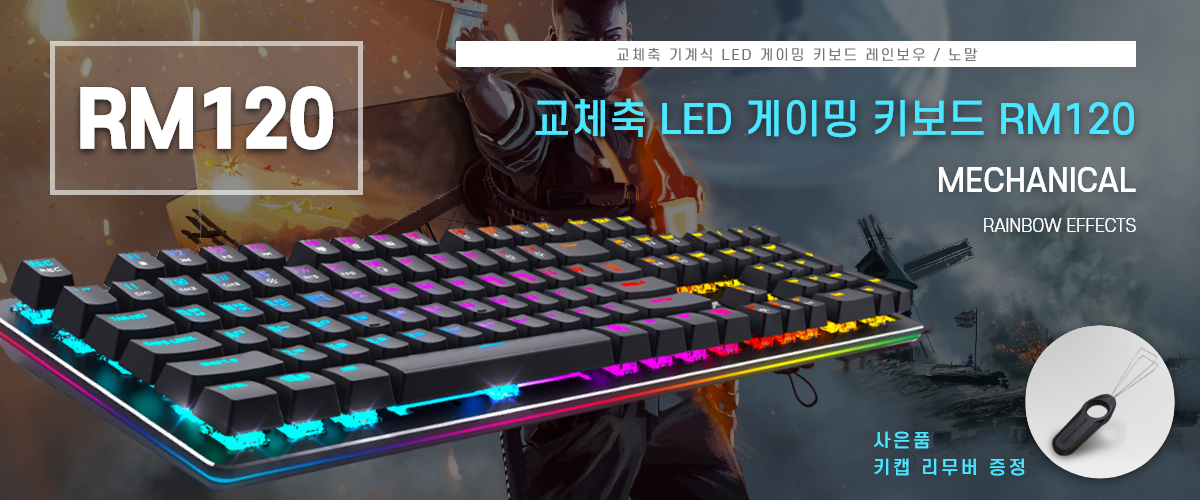 RM120
교체축 기계식 LED 게이밍 키보드 레인보우 / 노말
교체축 LED 게이밍 키보드 RM120
MECHANICAL
RAINBOW EFFECTS
사은품
키캡 리무버 증정